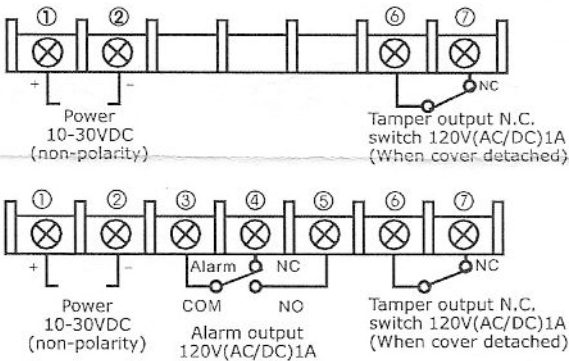 ① ② ⑥ ⑦
+ - NC
Power
10-30VDC
(non-polarity)
Tamper output N.C.
switch 120V(AC/DC)1A
(When cover detached)
① ② ③ ④ ⑤ ⑥ ⑦
+ - Alarm NC NC
COM NO
Power
10-30VDC
(non-polarity)
Alarm output
120V(AC/DC)1A
Tamper output N.C.
switch 120V(AC/DC)1A
(When cover detached)